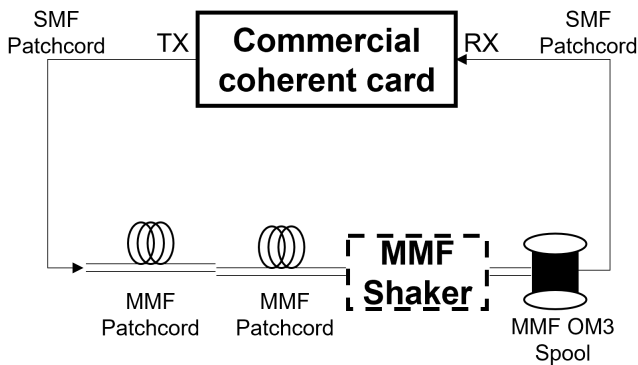 SMF
Patchcord
TX
Commercial
coherent card
RX
SMF
Patchcord
MMF
Patchcord
MMF
Patchcord
MMF
Shaker
MMF OM3
Spool